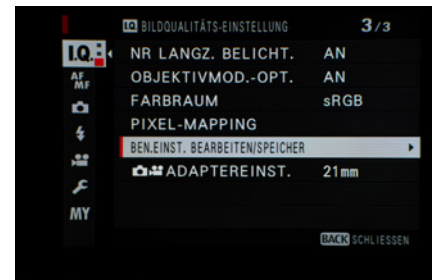 I.Q. BILDQUALITÄTS-EINSTELLUNG 3/3
I.Q. NR LANGZ. BELICHT. AN
AF MF OBJEKTIVMOD.-OPT. AN
FARBRAUM sRGB
PIXEL-MAPPING
BEN.EINST. BEARBEITEN/SPEICHER
ADAPTEREINST. 21mm
MY
BACK SCHLIESSEN